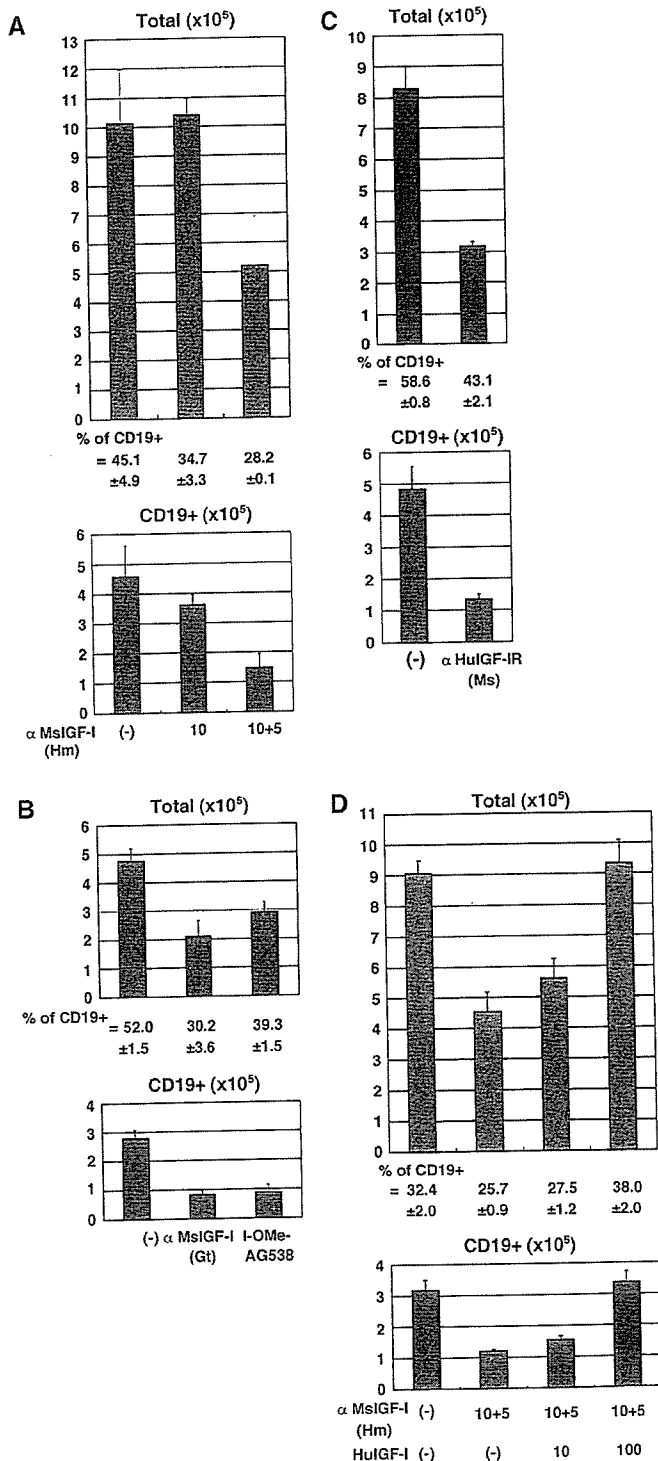 A
Total (x10⁵)
13
12
11
10
9
8
7
6
5
4
3
2
1
0
% of CD19+
= 45.1 34.7 28.2
±4.9 ±3.3 ±0.1
CD19+ (x10⁵)
6
5
4
3
2
1
0
α MsIGF-I (-) 10 10+5
(Hm)
B
Total (x10⁵)
6
5
4
3
2
1
0
% of CD19+
= 52.0 30.2 39.3
±1.5 ±3.6 ±1.5
CD19+ (x10⁵)
4
3
2
1
0
(-) α MsIGF-I I-OMe-
(Gt) AG538
C
Total (x10⁵)
10
9
8
7
6
5
4
3
2
1
0
% of CD19+
= 58.6 43.1
±0.8 ±2.1
CD19+ (x10⁵)
6
5
4
3
2
1
0
(-) α HuIGF-IR
(Ms)
D
Total (x10⁵)
11
10
9
8
7
6
5
4
3
2
1
0
% of CD19+
= 32.4 25.7 27.5 38.0
±2.0 ±0.9 ±1.2 ±2.0
CD19+ (x10⁵)
4
3
2
1
0
α MsIGF-I (-) 10+5 10+5 10+5
(Hm)
HuIGF-I (-) (-) 10 100